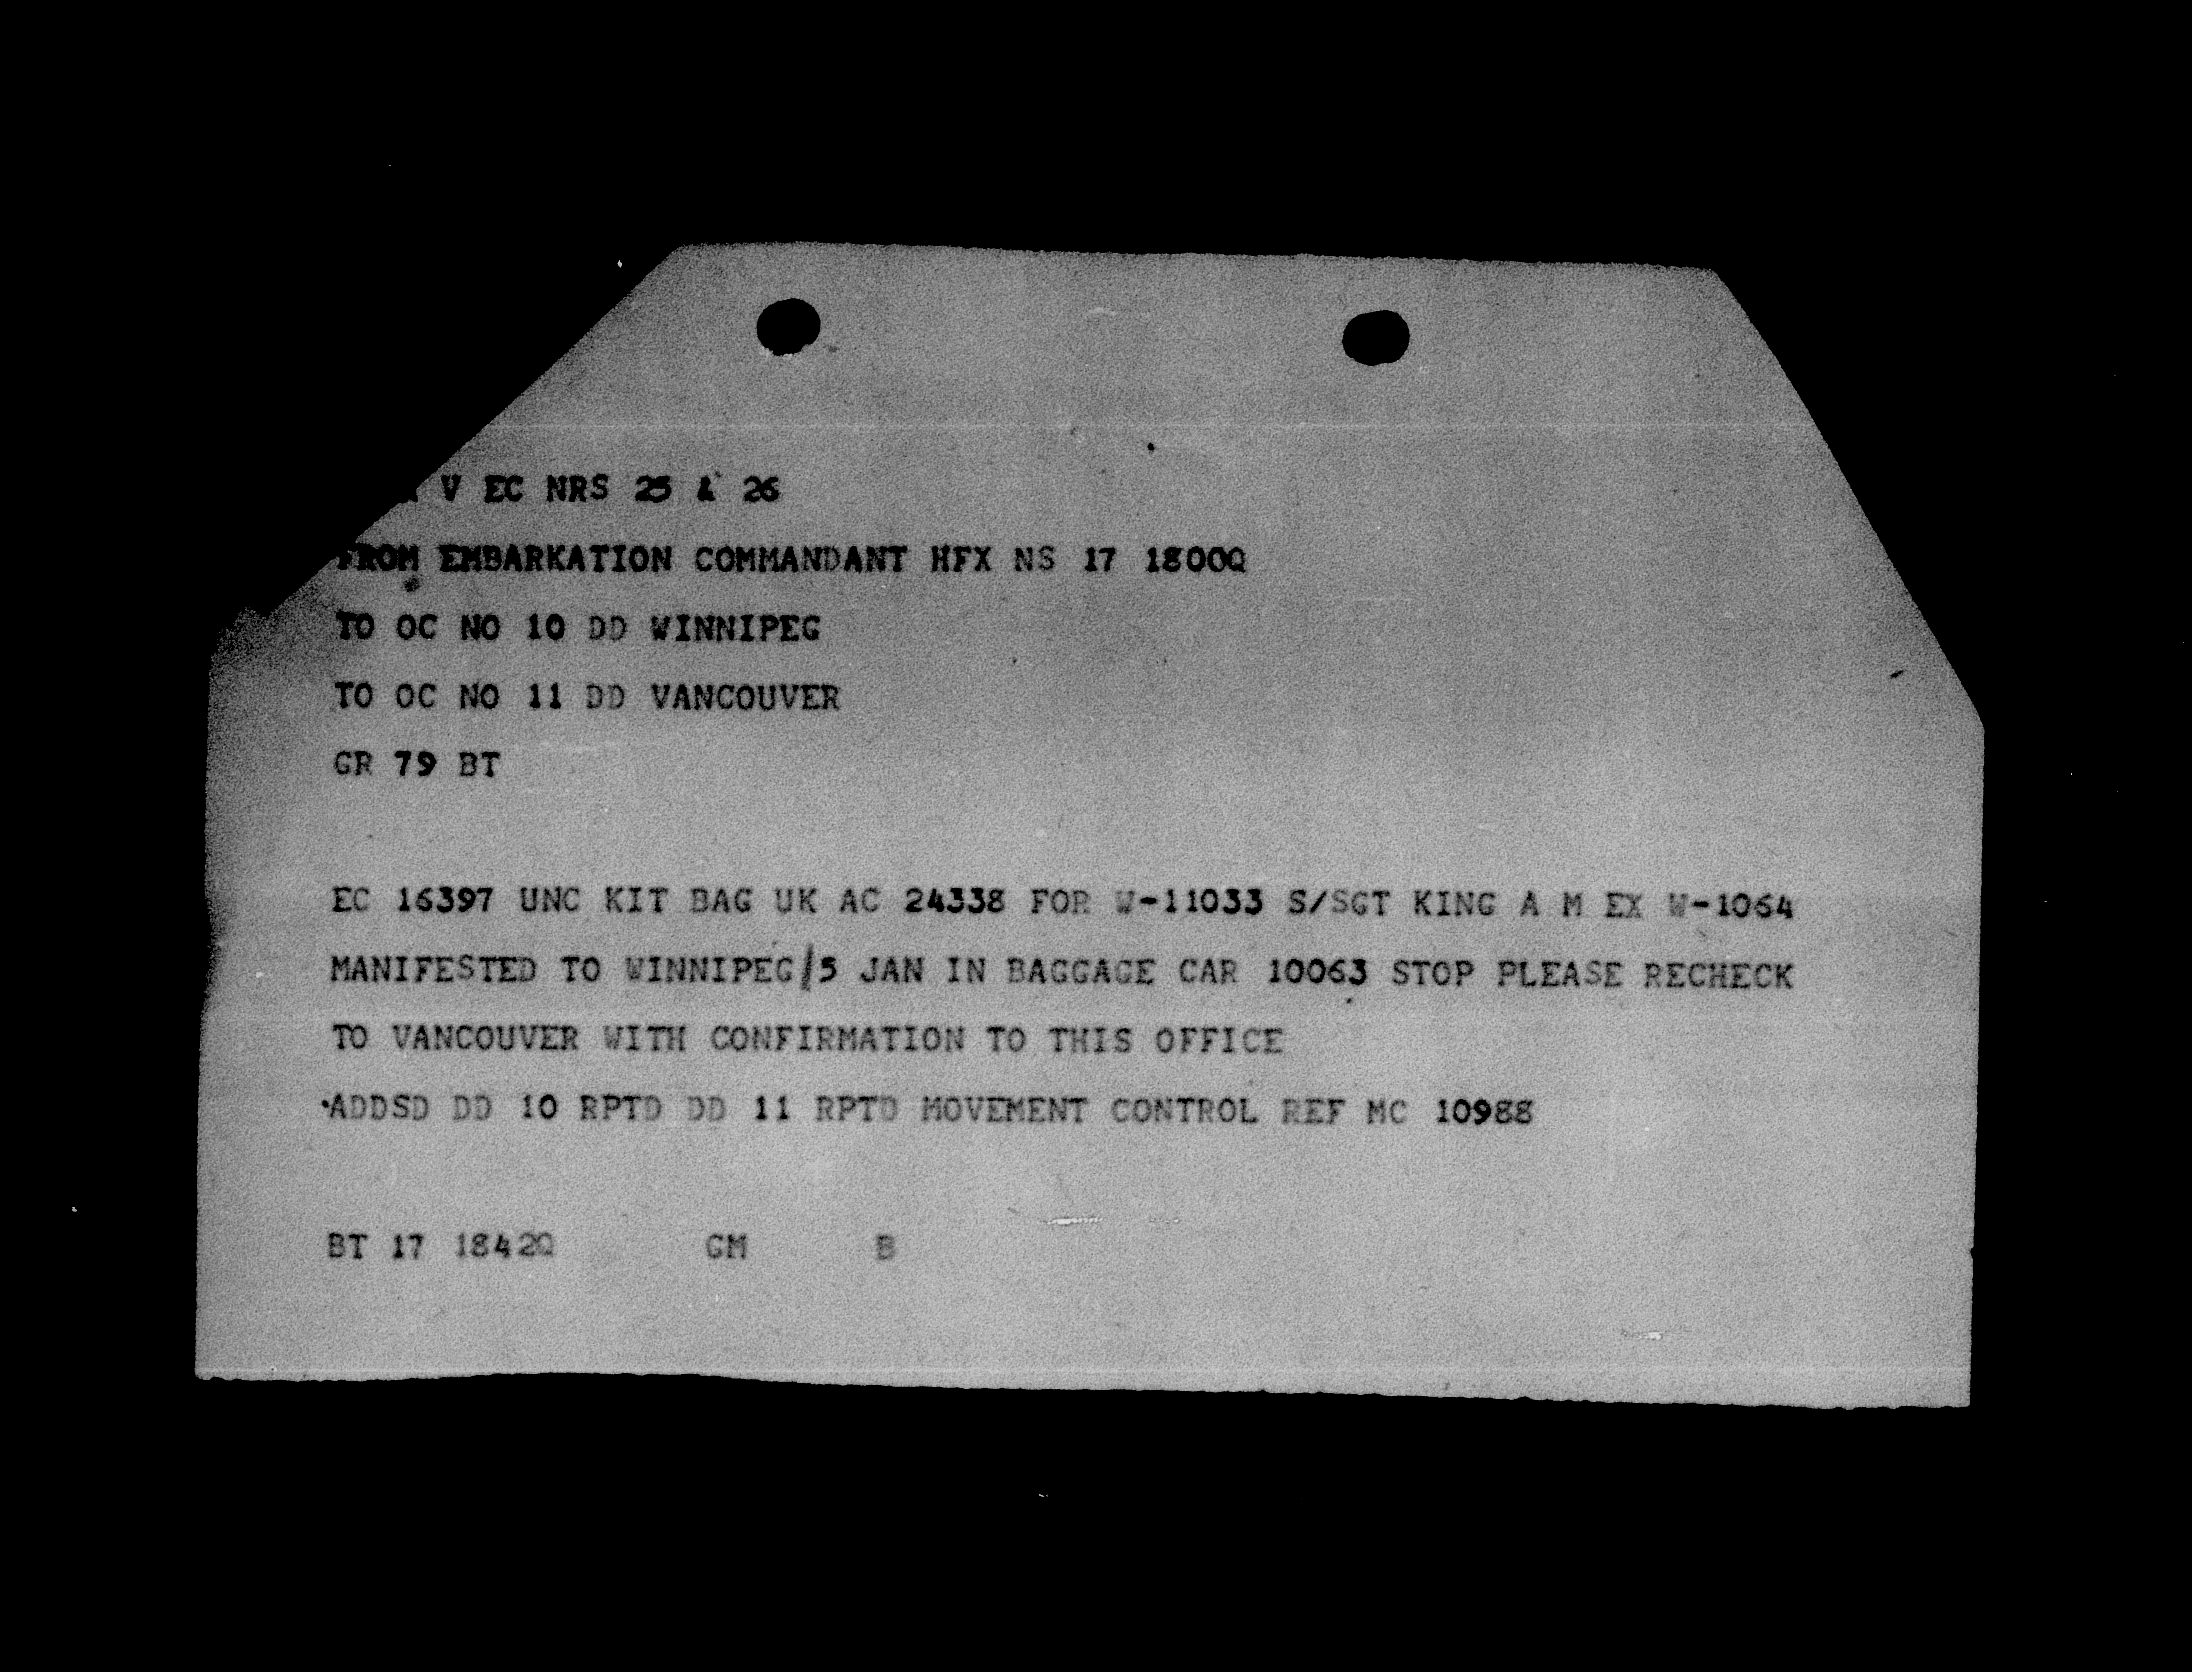 V EC NRS 25 & 26
FROM EMBARKATION COMMANDANT HFX NS 17 1800Q
TO OC NO 10 DD WINNIPEG
TO OC NO 11 DD VANCOUVER
GR 79 BT
EC 16397 UNC KIT BAG UK AC 24338 FOR W-11033 S/SGT KING A M EX W-1064
MANIFESTED TO WINNIPEG/5 JAN IN BAGGAGE CAR 10063 STOP PLEASE RECHECK
TO VANCOUVER WITH CONFIRMATION TO THIS OFFICE
ADDSD DD 10 RPTD DD 11 RPTD MOVEMENT CONTROL REF MC 10988
BT 17 1842Q GM B